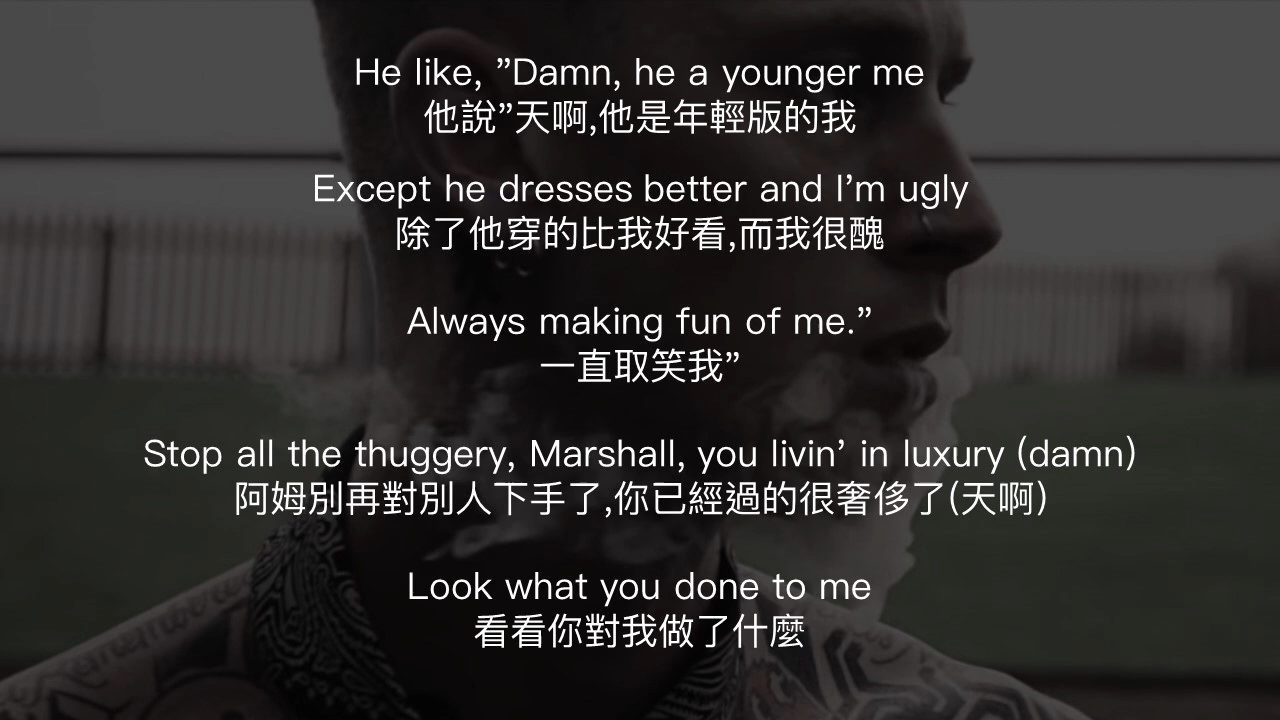 He like, ”Damn, he a younger me
他說”天啊,他是年輕版的我
Except he dresses better and I’m ugly
除了他穿的比我好看,而我很醜
Always making fun of me.”
一直取笑我”
Stop all the thuggery, Marshall, you livin’ in luxury (damn)
阿姆別再對別人下手了,你已經過的很奢侈了(天啊)
Look what you done to me
看看你對我做了什麼